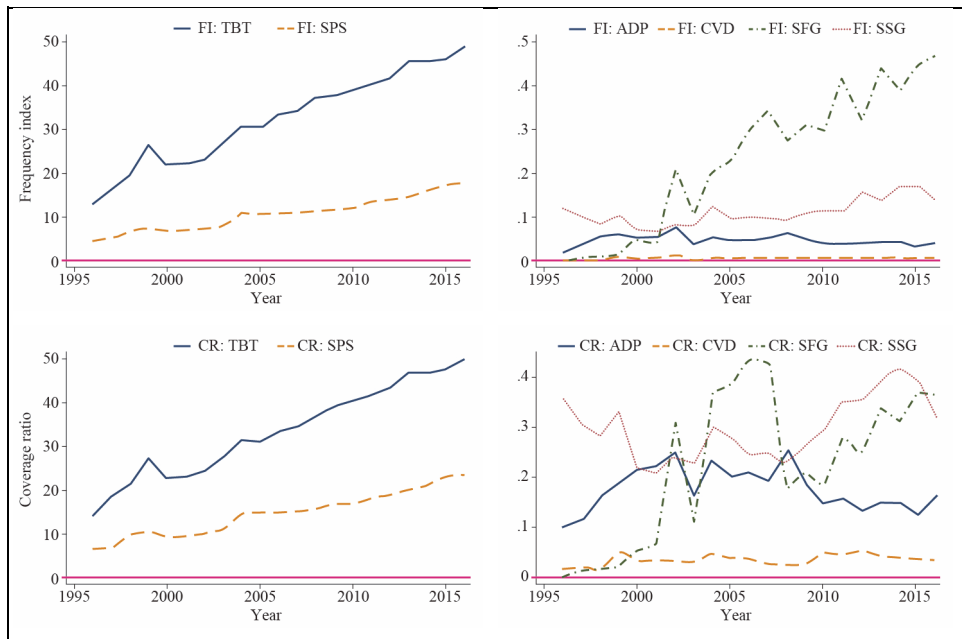 FI: TBT FI: SPS
50
40
30
20
10
0
Frequency index
1995 2000 2005 2010 2015
Year
FI: ADP FI: CVD FI: SFG FI: SSG
.5
.4
.3
.2
.1
0
1995 2000 2005 2010 2015
Year
CR: TBT CR: SPS
50
40
30
20
10
0
Coverage ratio
1995 2000 2005 2010 2015
Year
CR: ADP CR: CVD CR: SFG CR: SSG
.4
.3
.2
.1
0
1995 2000 2005 2010 2015
Year